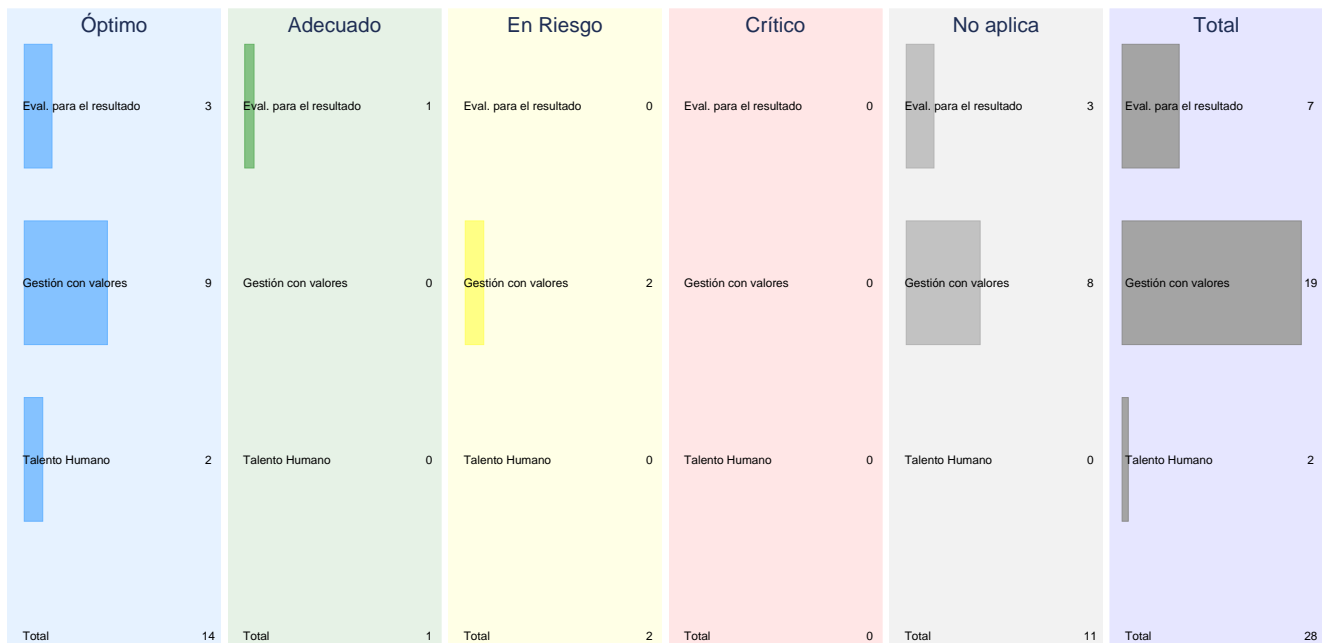 Óptimo Adecuado En Riesgo Crítico No aplica Total
Eval. para el resultado 3 Eval. para el resultado 1 Eval. para el resultado 0 Eval. para el resultado 0 Eval. para el resultado 3 Eval. para el resultado 7
Gestión con valores 9 Gestión con valores 0 Gestión con valores 2 Gestión con valores 0 Gestión con valores 8 Gestión con valores 19
Talento Humano 2 Talento Humano 0 Talento Humano 0 Talento Humano 0 Talento Humano 0 Talento Humano 2
Total 14 Total 1 Total 2 Total 0 Total 11 Total 28